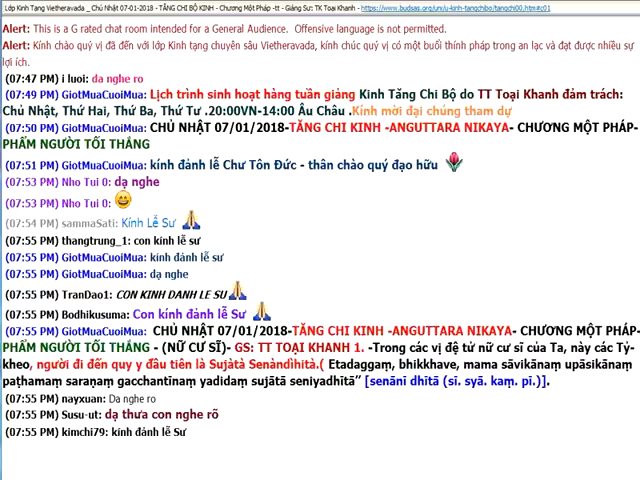 Lớp Kinh Tạng Vietheravada _ Chủ Nhật 07-01-2018 - TĂNG CHI BỘ KINH - Chương Một Pháp -tt - Giảng Sư: TK Toại Khanh - https://www.budsas.org/uni/u-kinh-tangchibo/tangchi00.htm#c01
Alert: This is a G rated chat room intended for a General Audience. Offensive language is not permitted.
Alert: Kính chào quý vị đã đến với lớp Kinh Tạng chuyên sâu Vietheravada, kính chúc quý vị có một buổi thính pháp trong an lạc và đạt được nhiều sự
lợi ích.
(07:47 PM) i luoi: da nghe ro
(07:49 PM) GiotMuaCuoiMua: Lịch trình sinh hoạt hàng tuần giảng Kinh Tăng Chi Bộ do TT Toại Khanh đảm trách:
Chủ Nhật, Thứ Hai, Thứ Ba, Thứ Tư .20:00VN-14:00 Âu Châu .Kính mời đại chúng tham dự
(07:50 PM) GiotMuaCuoiMua: CHỦ NHẬT 07/01/2018-TĂNG CHI KINH -ANGUTTARA NIKAYA- CHƯƠNG MỘT PHÁP-
PHẨM NGƯỜI TỐI THẮNG
(07:51 PM) GiotMuaCuoiMua: kính đảnh lễ Chư Tôn Đức - thân chào quý đạo hữu
(07:53 PM) Nho Tui 0: dạ nghe
(07:53 PM) Nho Tui 0:
(07:54 PM) sammaSati: Kính Lễ Sư
(07:55 PM) thangtrung_1: con kính lễ sư
(07:55 PM) GiotMuaCuoiMua: kính đảnh lễ Sư
(07:55 PM) GiotMuaCuoiMua: dạ nghe
(07:55 PM) TranDao1: CON KINH DANH LE SU
(07:55 PM) Bodhikusuma: Con kính đảnh lễ Sư
(07:55 PM) GiotMuaCuoiMua: CHỦ NHẬT 07/01/2018-TĂNG CHI KINH -ANGUTTARA NIKAYA- CHƯƠNG MỘT PHÁP-
PHẨM NGƯỜI TỐI THẮNG - (NỮ CƯ SĨ)- GS: TT TOẠI KHANH 1. -Trong các vị đệ tử nữ cư sĩ của Ta, này các Tỷ-
kheo, người đi đến quy y đầu tiên là Sujàtà Senàndìhità.( Etadaggaṃ, bhikkhave, mama sāvikānaṃ upāsikānaṃ
paṭhamaṃ saraṇaṃ gacchantīnaṃ yadidaṃ sujātā seniyadhītā” [senānī dhītā (sī. syā. kaṃ. pī.)].
(07:55 PM) nayxuan: Da nghe ro
(07:55 PM) Susu-ut: dạ thưa con nghe rõ
(07:55 PM) kimchi79: kính đảnh lễ Sư